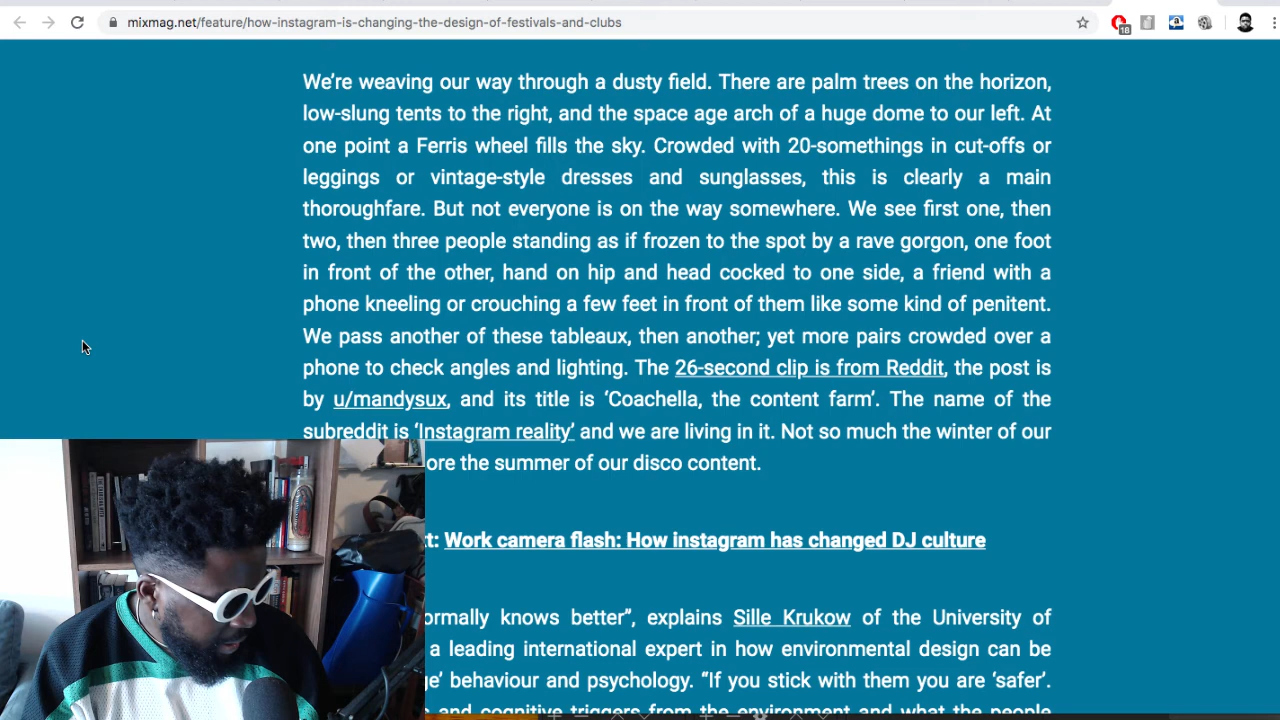 mixmag.net/feature/how-instagram-is-changing-the-design-of-festivals-and-clubs
18
We’re weaving our way through a dusty field. There are palm trees on the horizon,
low-slung tents to the right, and the space age arch of a huge dome to our left. At
one point a Ferris wheel fills the sky. Crowded with 20-somethings in cut-offs or
leggings or vintage-style dresses and sunglasses, this is clearly a main
thoroughfare. But not everyone is on the way somewhere. We see first one, then
two, then three people standing as if frozen to the spot by a rave gorgon, one foot
in front of the other, hand on hip and head cocked to one side, a friend with a
phone kneeling or crouching a few feet in front of them like some kind of penitent.
We pass another of these tableaux, then another; yet more pairs crowded over a
phone to check angles and lighting. The 26-second clip is from Reddit, the post is
by u/mandysux, and its title is ‘Coachella, the content farm’. The name of the
subreddit is ‘Instagram reality’ and we are living in it. Not so much the winter of our
ore the summer of our disco content.
t: Work camera flash: How instagram has changed DJ culture
ormally knows better”, explains Sille Krukow of the University of
a leading international expert in how environmental design can be
ge’ behaviour and psychology. “If you stick with them you are ‘safer’.
and cognitive triggers from the environment and what the people